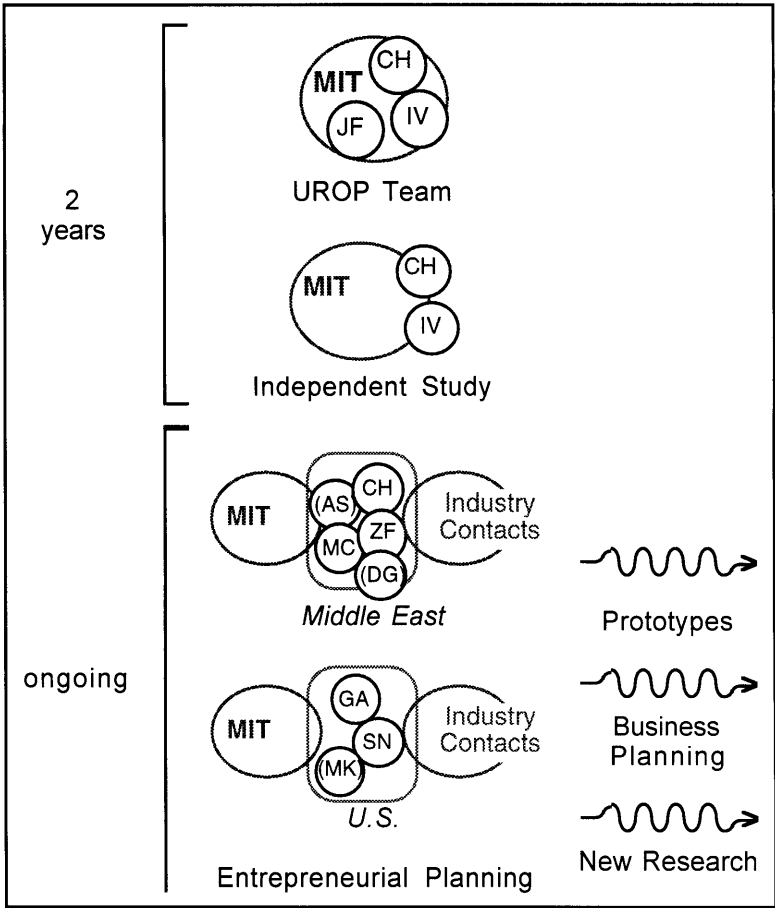 CH
MIT
IV
JF
UROP Team
2
years
CH
MIT
IV
Independent Study
CH
(AS)
Industry
MIT
ZF
Contacts
MC
(DG)
Middle East
Prototypes
ongoing
GA
Industry
MIT
SN
Contacts
Business
Planning
(MK)
U.S.
New Research
Entrepreneurial Planning